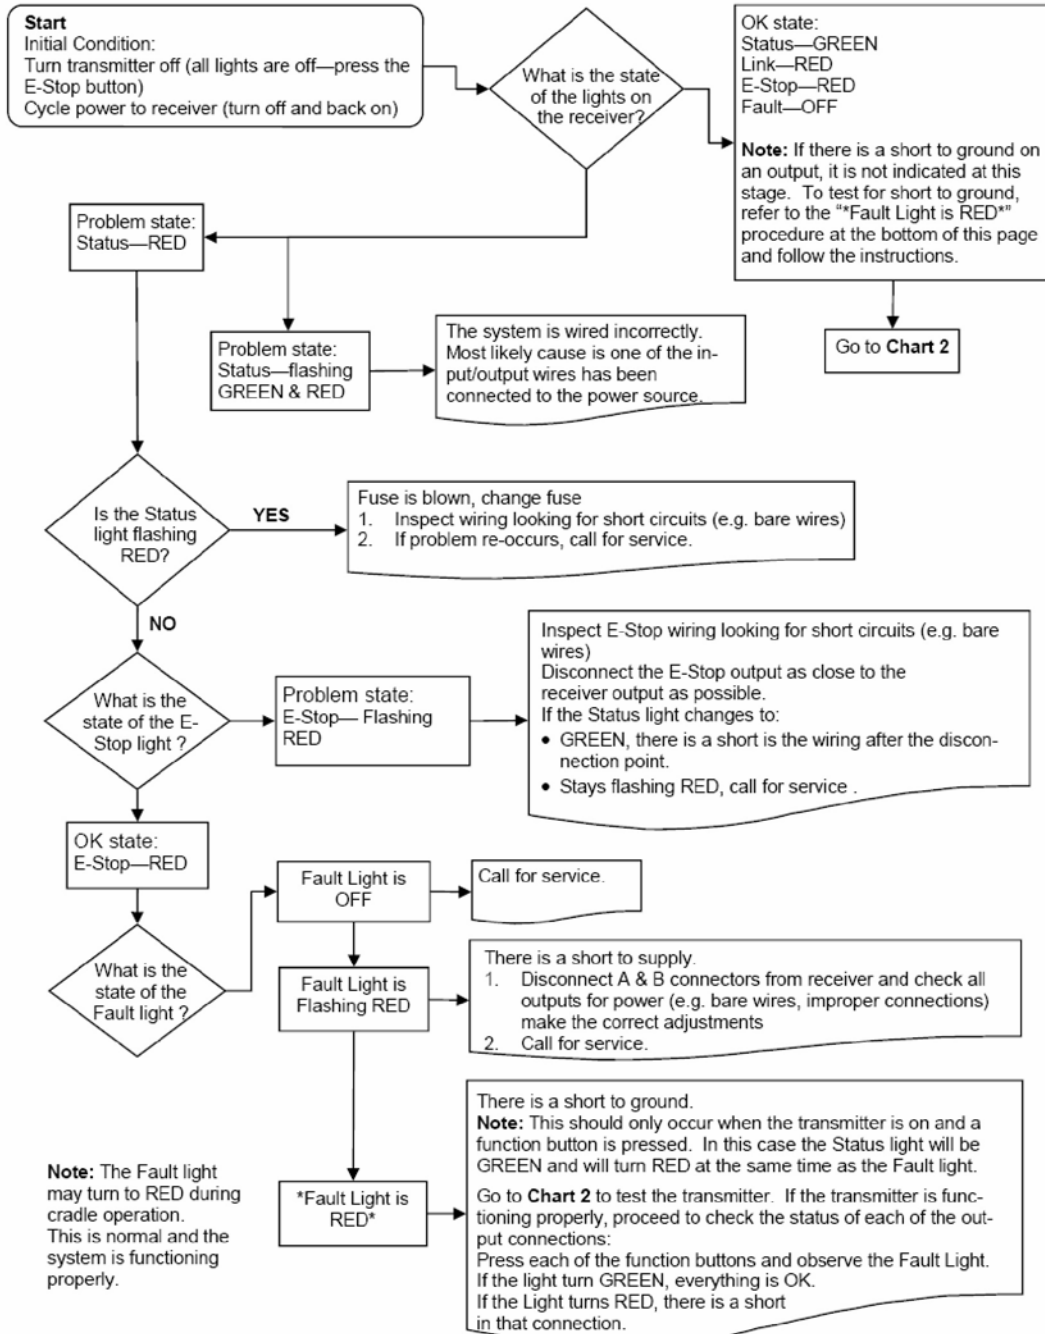 Start
Initial Condition:
Turn transmitter off (all lights are off—press the
E-Stop button)
Cycle power to receiver (turn off and back on)
What is the state
of the lights on
the receiver?
OK state:
Status—GREEN
Link—RED
E-Stop—RED
Fault—OFF
Note: If there is a short to ground on
an output, it is not indicated at this
stage. To test for short to ground,
refer to the "*Fault Light is RED*"
procedure at the bottom of this page
and follow the instructions.
Go to Chart 2
Problem state:
Status—RED
Problem state:
Status—flashing
GREEN & RED
The system is wired incorrectly.
Most likely cause is one of the in-
put/output wires has been
connected to the power source.
Is the Status
light flashing
RED?
YES
Fuse is blown, change fuse
1. Inspect wiring looking for short circuits (e.g. bare wires)
2. If problem re-occurs, call for service.
NO
What is the
state of the E-
Stop light ?
Problem state:
E-Stop— Flashing
RED
Inspect E-Stop wiring looking for short circuits (e.g. bare
wires)
Disconnect the E-Stop output as close to the
receiver output as possible.
If the Status light changes to:
• GREEN, there is a short is the wiring after the discon-
nection point.
• Stays flashing RED, call for service .
OK state:
E-Stop—RED
What is the
state of the
Fault light ?
Fault Light is
OFF
Call for service.
Fault Light is
Flashing RED
There is a short to supply.
1. Disconnect A & B connectors from receiver and check all
outputs for power (e.g. bare wires, improper connections)
make the correct adjustments
2. Call for service.
*Fault Light is
RED*
There is a short to ground.
Note: This should only occur when the transmitter is on and a
function button is pressed. In this case the Status light will be
GREEN and will turn RED at the same time as the Fault light.
Go to Chart 2 to test the transmitter. If the transmitter is func-
tioning properly, proceed to check the status of each of the out-
put connections:
Press each of the function buttons and observe the Fault Light.
If the light turn GREEN, everything is OK.
If the Light turns RED, there is a short
in that connection.
Note: The Fault light
may turn to RED during
cradle operation.
This is normal and the
system is functioning
properly.